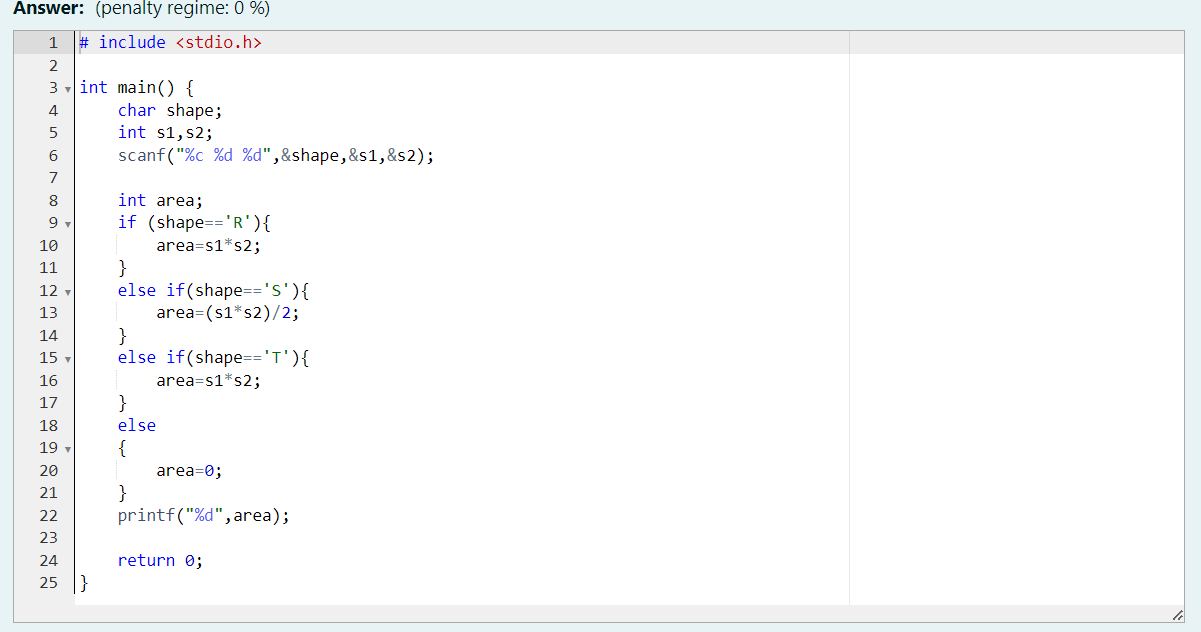 Answer: (penalty regime: 0 %)
1 # include <stdio.h>
2
3 int main() {
4 char shape;
5 int s1,s2;
6 scanf("%c %d %d",&shape,&s1,&s2);
7
8 int area;
9 if (shape=='R'){
10 area=s1*s2;
11 }
12 else if(shape=='S'){
13 area=(s1*s2)/2;
14 }
15 else if(shape=='T'){
16 area=s1*s2;
17 }
18 else
19 {
20 area=0;
21 }
22 printf("%d",area);
23
24 return 0;
25 }